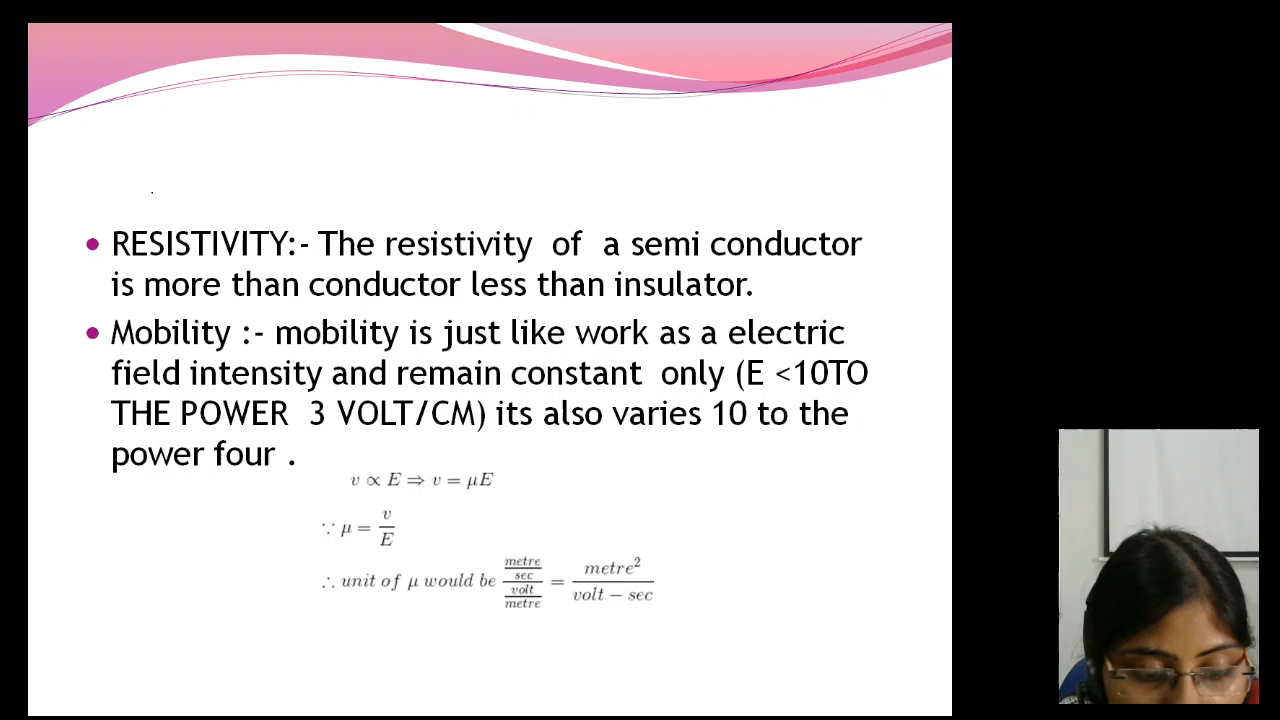 • RESISTIVITY:- The resistivity of a semi conductor
is more than conductor less than insulator.
• Mobility :- mobility is just like work as a electric
field intensity and remain constant only (E <10TO
THE POWER 3 VOLT/CM) its also varies 10 to the
power four .
v ∝ E ⇒ v = μE
∵ μ = v/E
∴ unit of μ would be (metre/sec)/(volt/metre) = metre²/(volt − sec)